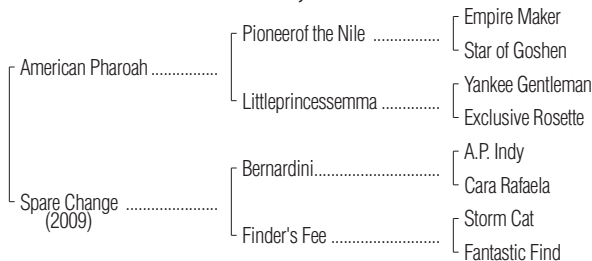 American Pharoah ................
Spare Change ......................
(2009)
Pioneerof the Nile ................
Littleprincessemma ..............
Bernardini..............................
Finder's Fee ..........................
Empire Maker
Star of Goshen
Yankee Gentleman
Exclusive Rosette
A.P. Indy
Cara Rafaela
Storm Cat
Fantastic Find